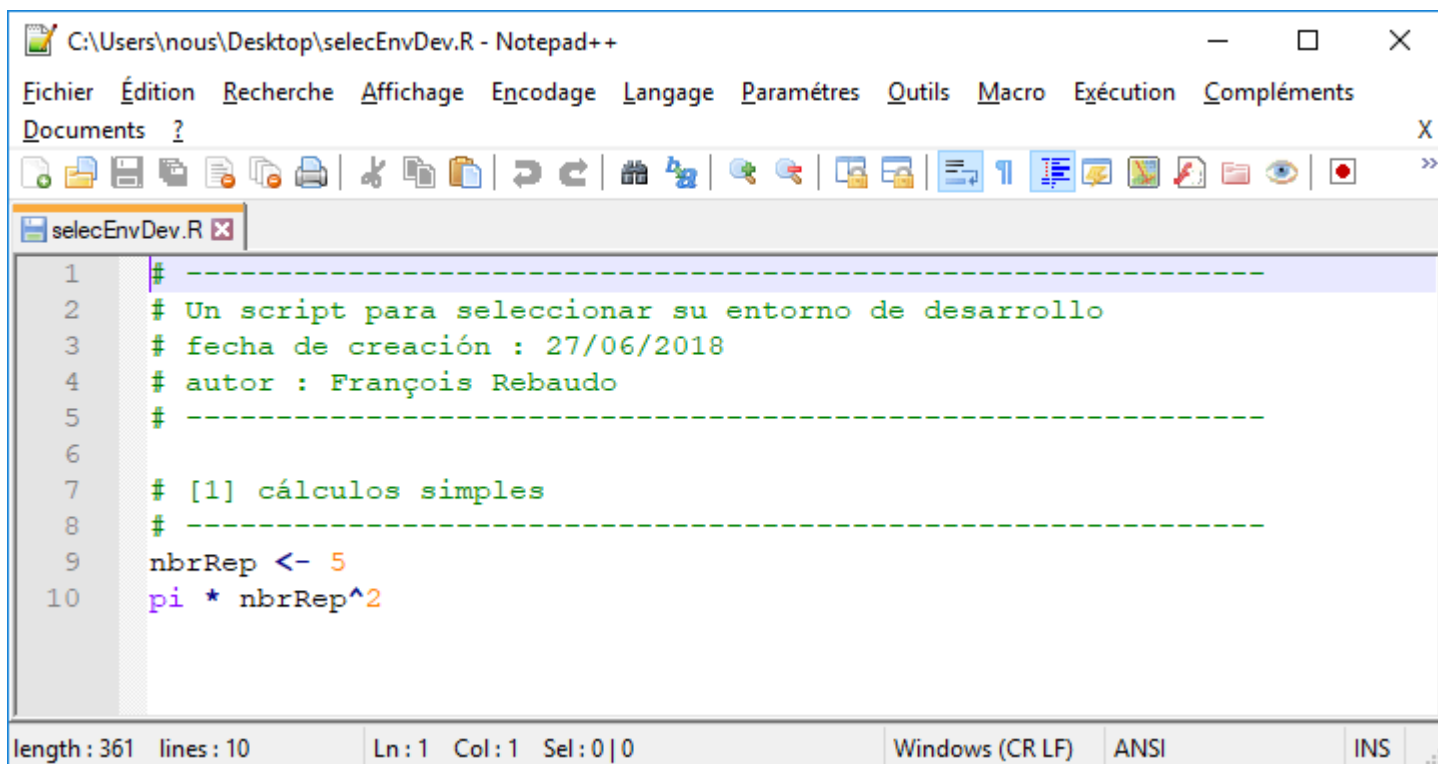 C:\Users\nous\Desktop\selecEnvDev.R - Notepad++
Fichier Édition Recherche Affichage Encodage Langage Paramétres Outils Macro Exécution Compléments
Documents ? X
selecEnvDev.R
1 # ------------------------------------------------------------
2 # Un script para seleccionar su entorno de desarrollo
3 # fecha de creación : 27/06/2018
4 # autor : François Rebaudo
5 # ------------------------------------------------------------
6
7 # [1] cálculos simples
8 # ------------------------------------------------------------
9 nbrRep <- 5
10 pi * nbrRep^2
length : 361 lines : 10 Ln : 1 Col : 1 Sel : 0 | 0 Windows (CR LF) ANSI INS